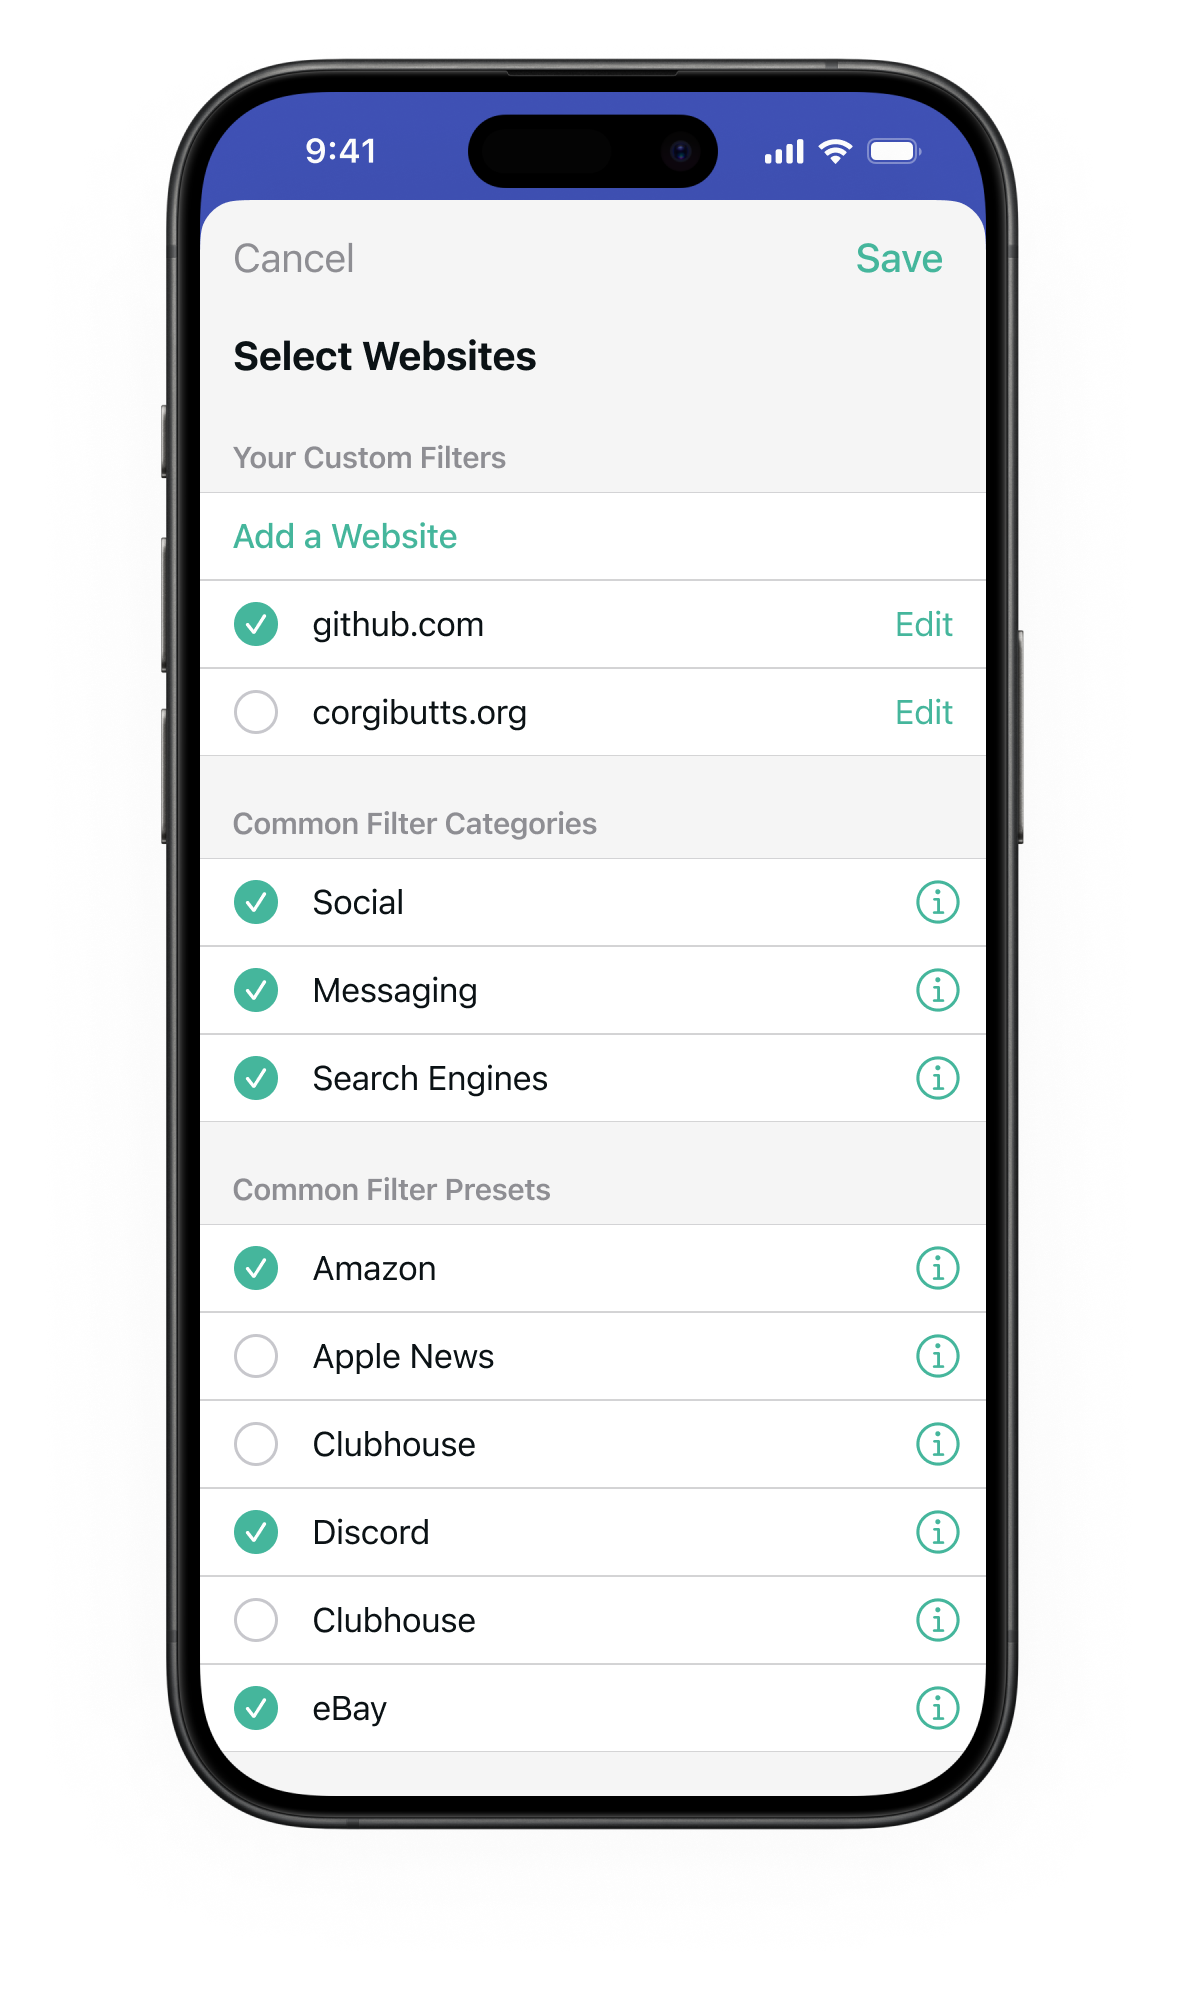 9:41
Cancel
Save
Select Websites
Your Custom Filters
Add a Website
github.com
Edit
corgibutts.org
Edit
Common Filter Categories
Social
Messaging
Search Engines
Common Filter Presets
Amazon
Apple News
Clubhouse
Discord
Clubhouse
eBay